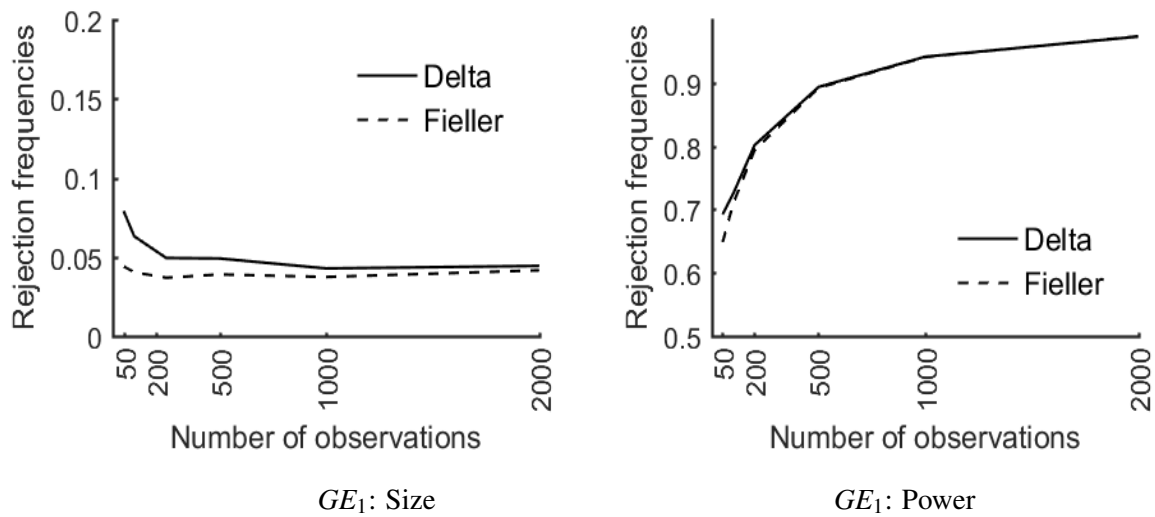 Rejection frequencies
0.2
0.15
0.1
0.05
0
Delta
Fieller
50
200
500
1000
2000
Number of observations
GE₁: Size
Rejection frequencies
0.9
0.8
0.7
0.6
0.5
Delta
Fieller
50
200
500
1000
2000
Number of observations
GE₁: Power